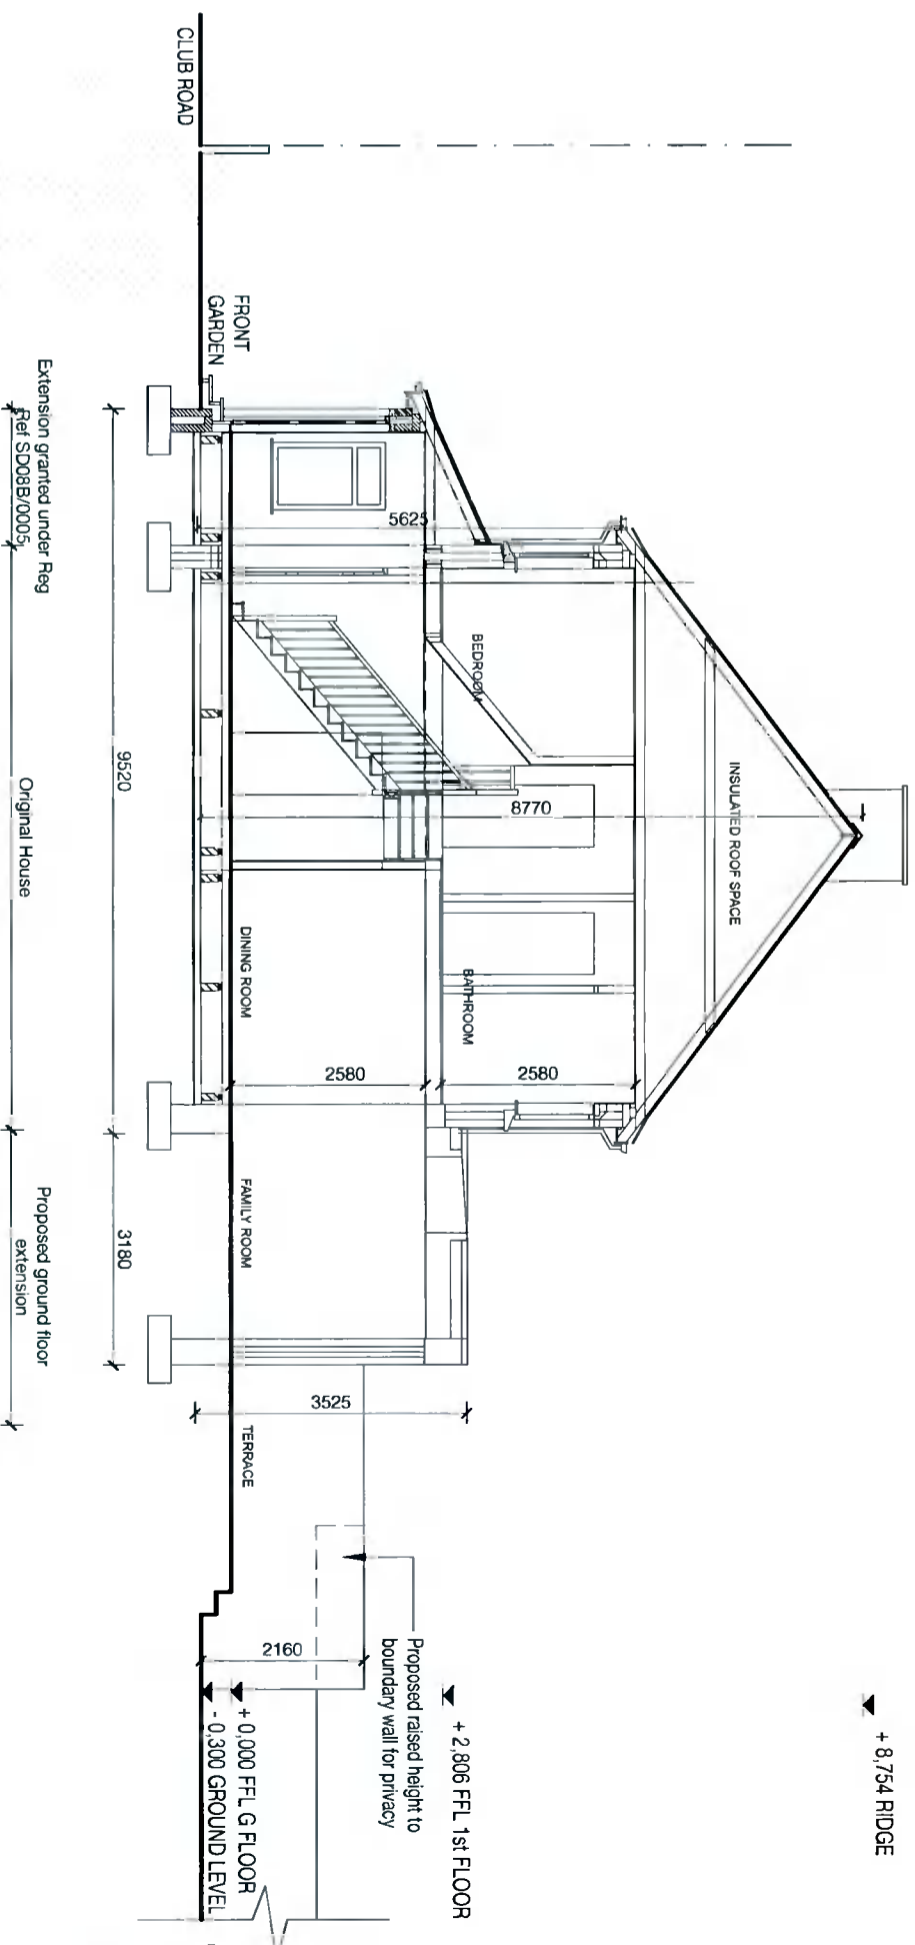 + 8,754 RIDGE
INSULATED ROOF SPACE
+ 2,806 FFL 1st FLOOR
BEDROOM
8770
BATHROOM
2580
Proposed raised height to
boundary wall for privacy
5625
2580
3525
2160
FRONT
GARDEN
DINING ROOM
FAMILY ROOM
TERRACE
+ 0,000 FFL G FLOOR
- 0,300 GROUND LEVEL
CLUB ROAD
9520
3180
Extension granted under Reg
Ref SD08B/0005
Original House
Proposed ground floor
extension